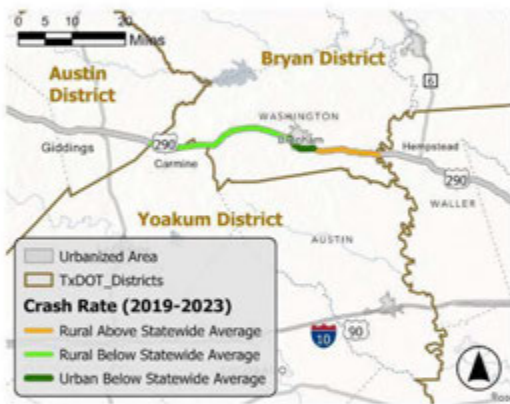 0 5 10 20
Miles
Bryan District
Austin
District
6
WASHINGTON
Brenham
Hempstead
290
Giddings
Carmine
290
WALLER
Yoakum District
AUSTIN
Urbanized Area
TxDOT_Districts
Crash Rate (2019-2023)
Rural Above Statewide Average
Rural Below Statewide Average
Urban Below Statewide Average
10
90